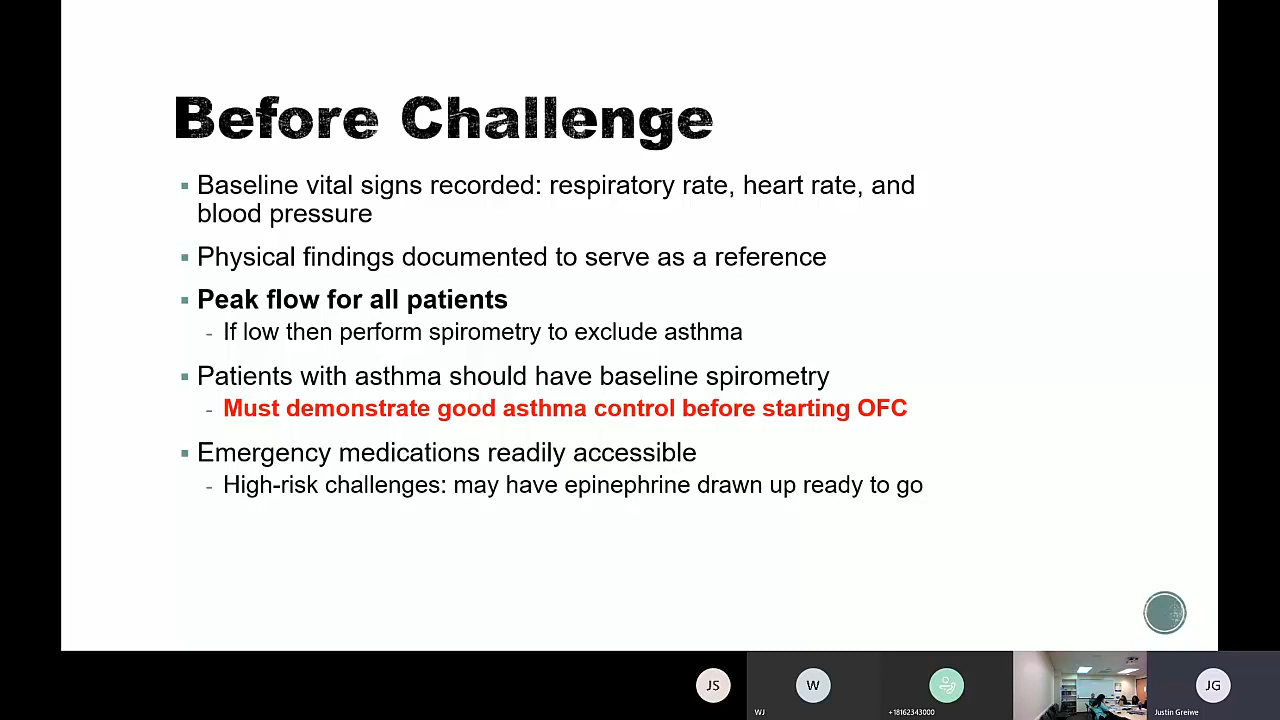 Before Challenge
▪ Baseline vital signs recorded: respiratory rate, heart rate, and
blood pressure
▪ Physical findings documented to serve as a reference
▪ Peak flow for all patients
- If low then perform spirometry to exclude asthma
▪ Patients with asthma should have baseline spirometry
- Must demonstrate good asthma control before starting OFC
▪ Emergency medications readily accessible
- High-risk challenges: may have epinephrine drawn up ready to go
JS
W
JG
WJ
+18162343000
Justin Greiwe